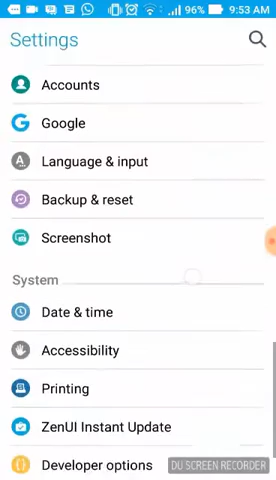 96% 9:53 AM
Settings
Accounts
Google
Language & input
Backup & reset
Screenshot
System
Date & time
Accessibility
Printing
ZenUI Instant Update
Developer options
DU SCREEN RECORDER